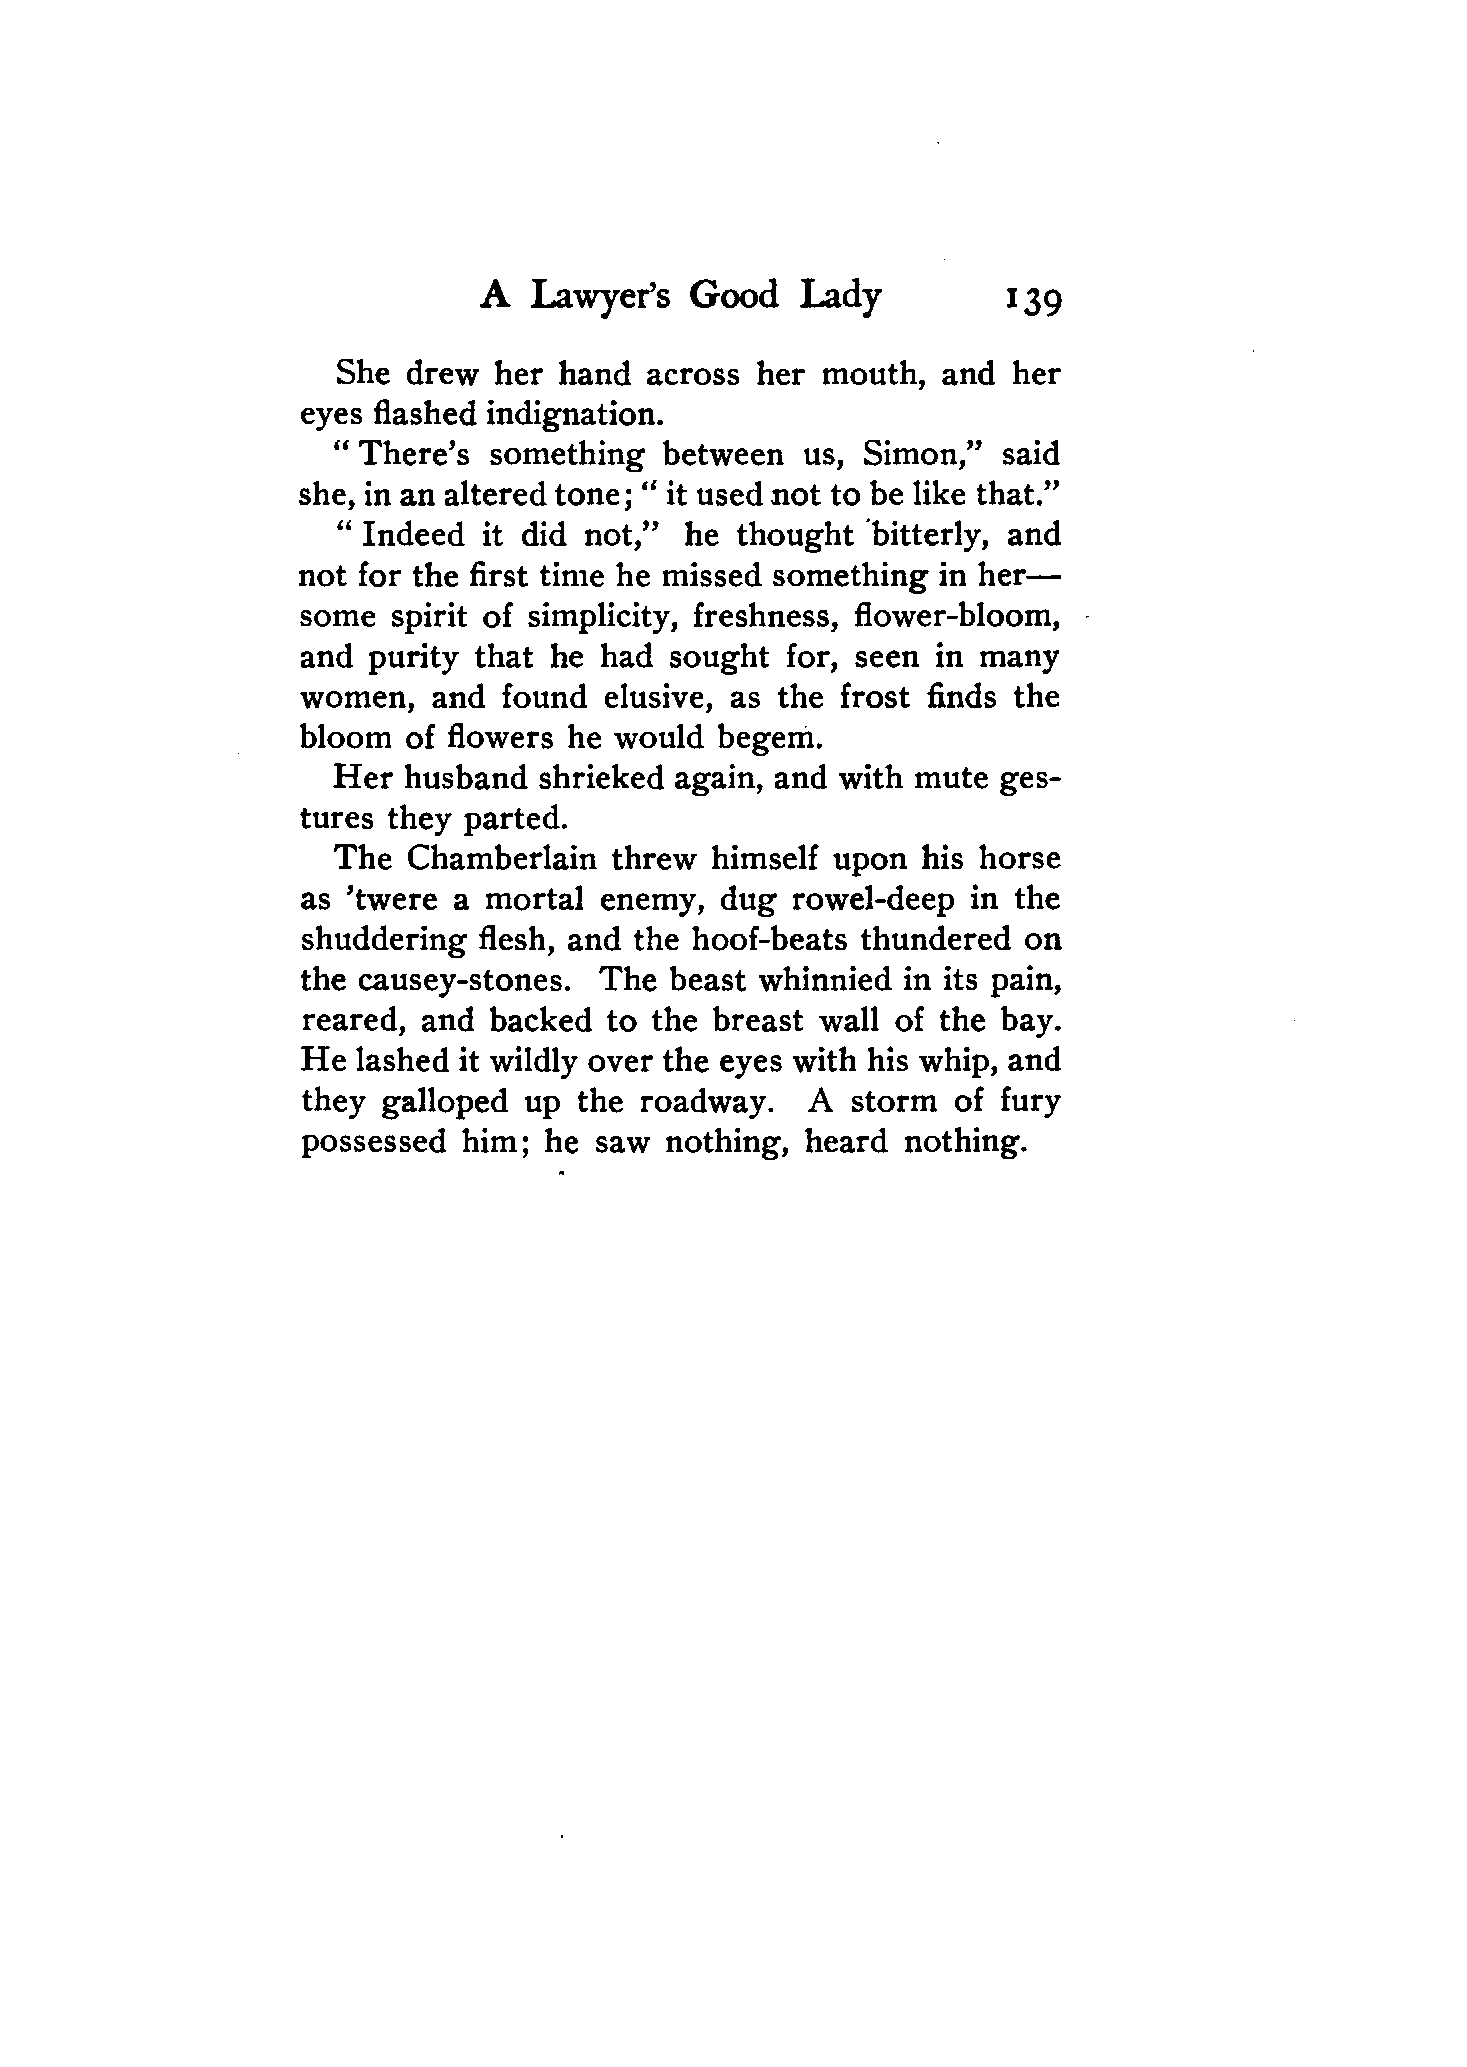 A Lawyer's Good Lady 139
She drew her hand across her mouth, and her
eyes flashed indignation.
" There's something between us, Simon," said
she, in an altered tone; " it used not to be like that."
" Indeed it did not," he thought bitterly, and
not for the first time he missed something in her—
some spirit of simplicity, freshness, flower-bloom,
and purity that he had sought for, seen in many
women, and found elusive, as the frost finds the
bloom of flowers he would begem.
Her husband shrieked again, and with mute ges-
tures they parted.
The Chamberlain threw himself upon his horse
as 'twere a mortal enemy, dug rowel-deep in the
shuddering flesh, and the hoof-beats thundered on
the causey-stones. The beast whinnied in its pain,
reared, and backed to the breast wall of the bay.
He lashed it wildly over the eyes with his whip, and
they galloped up the roadway. A storm of fury
possessed him; he saw nothing, heard nothing.